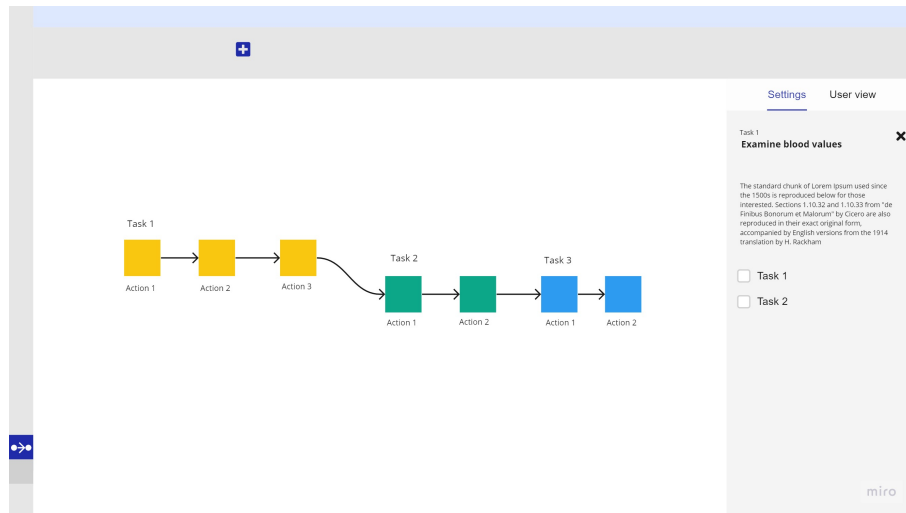 Settings User view
Task 1
Examine blood values
The standard chunk of Lorem Ipsum used since
the 1500s is reproduced below for those
interested. Sections 1.10.32 and 1.10.33 from "de
Finibus Bonorum et Malorum" by Cicero are also
reproduced in their exact original form,
accompanied by English versions from the 1914
translation by H. Rackham
Task 1
Task 2
Task 1
Action 1 Action 2 Action 3
Task 2 Task 3
Action 1 Action 2 Action 1 Action 2
miro